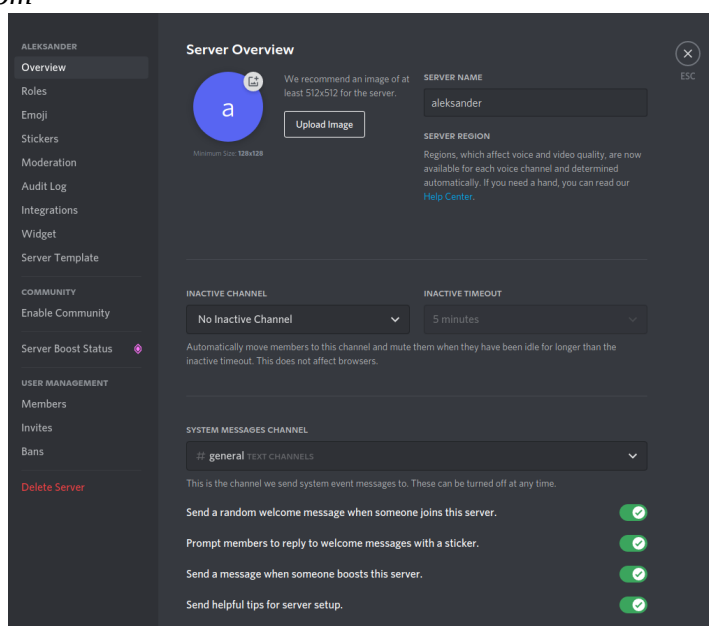 ALEKSANDER
Overview
Roles
Emoji
Stickers
Moderation
Audit Log
Integrations
Widget
Server Template
COMMUNITY
Enable Community
Server Boost Status
USER MANAGEMENT
Members
Invites
Bans
Delete Server
Server Overview
a
Minimum Size: 128x128
We recommend an image of at
least 512x512 for the server.
Upload Image
SERVER NAME
aleksander
SERVER REGION
Regions, which affect voice and video quality, are now
available for each voice channel and determined
automatically. If you need a hand, you can read our
Help Center.
ESC
INACTIVE CHANNEL
No Inactive Channel
INACTIVE TIMEOUT
5 minutes
Automatically move members to this channel and mute them when they have been idle for longer than the
inactive timeout. This does not affect browsers.
SYSTEM MESSAGES CHANNEL
# general TEXT CHANNELS
This is the channel we send system event messages to. These can be turned off at any time.
Send a random welcome message when someone joins this server.
Prompt members to reply to welcome messages with a sticker.
Send a message when someone boosts this server.
Send helpful tips for server setup.